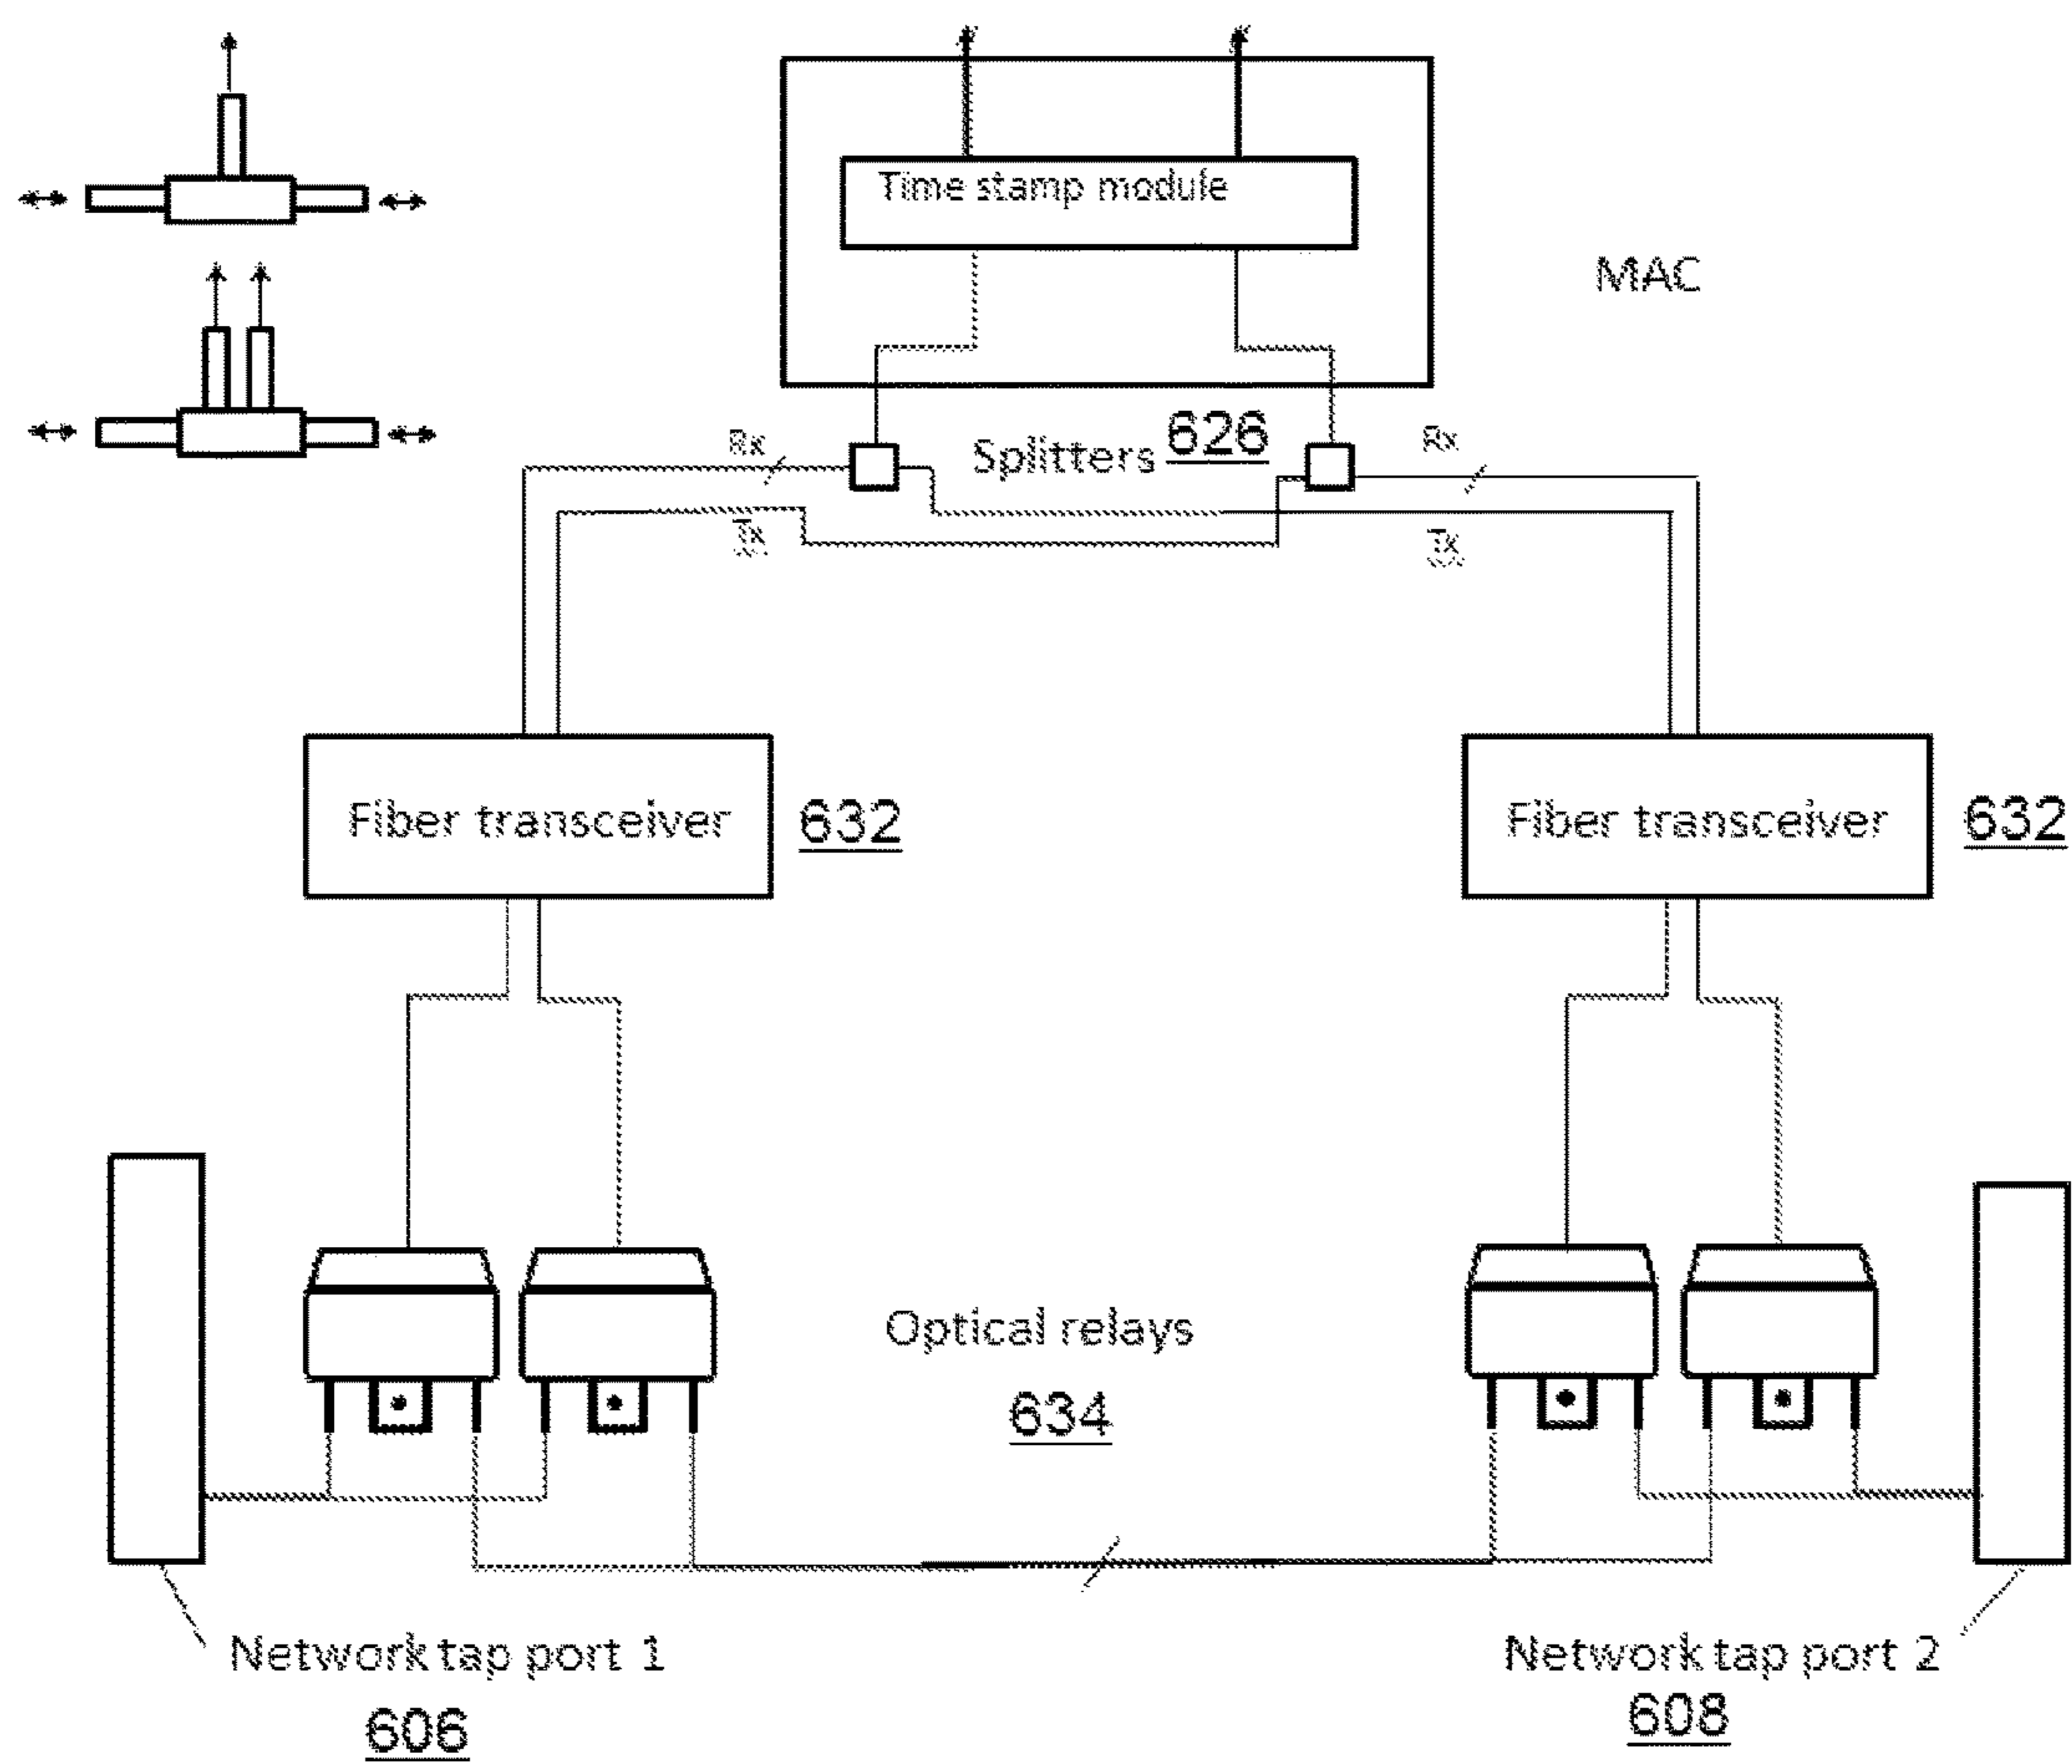 Time stamp module
MAC
Splitters 626
Rx
Rx
Tx
Tx
Fiber transceiver 632
Fiber transceiver 632
Optical relays
634
Network tap port 1
606
Network tap port 2
608